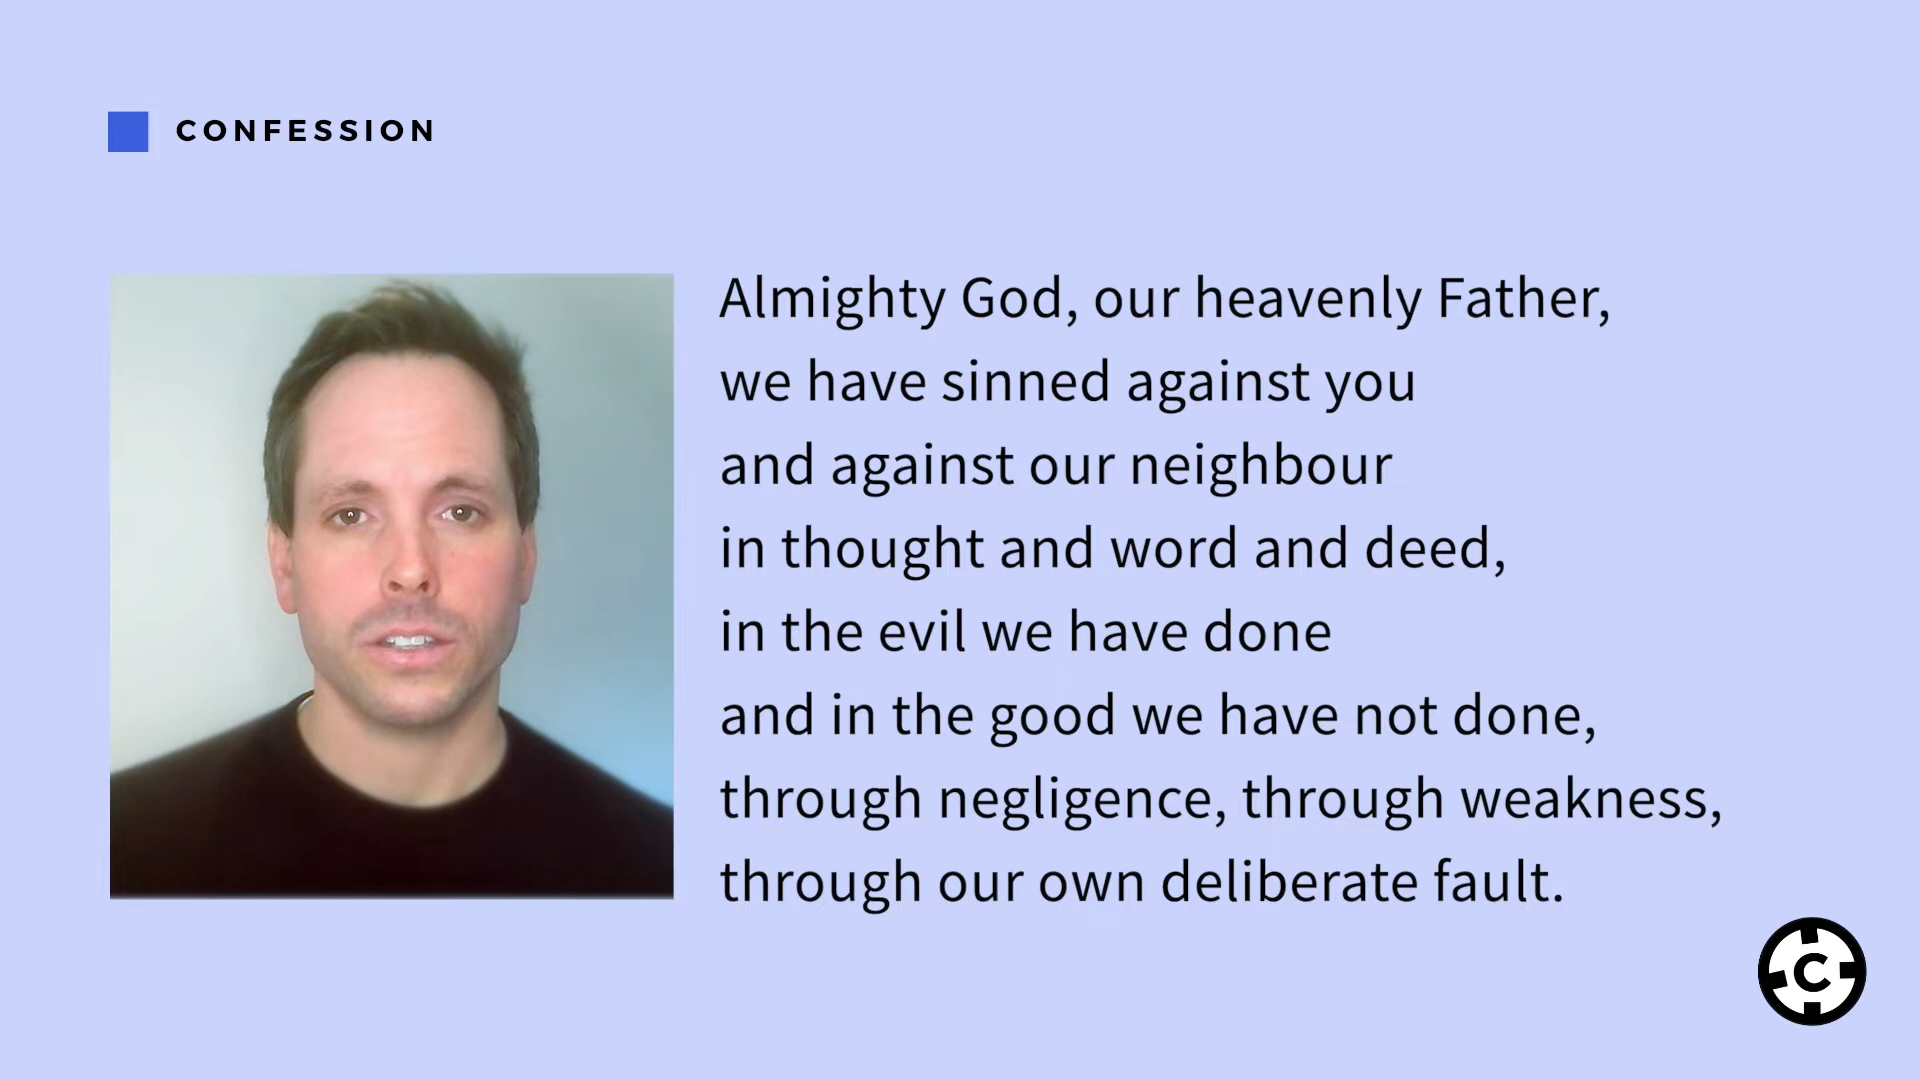 CONFESSION
Almighty God, our heavenly Father,
we have sinned against you
and against our neighbour
in thought and word and deed,
in the evil we have done
and in the good we have not done,
through negligence, through weakness,
through our own deliberate fault.
C